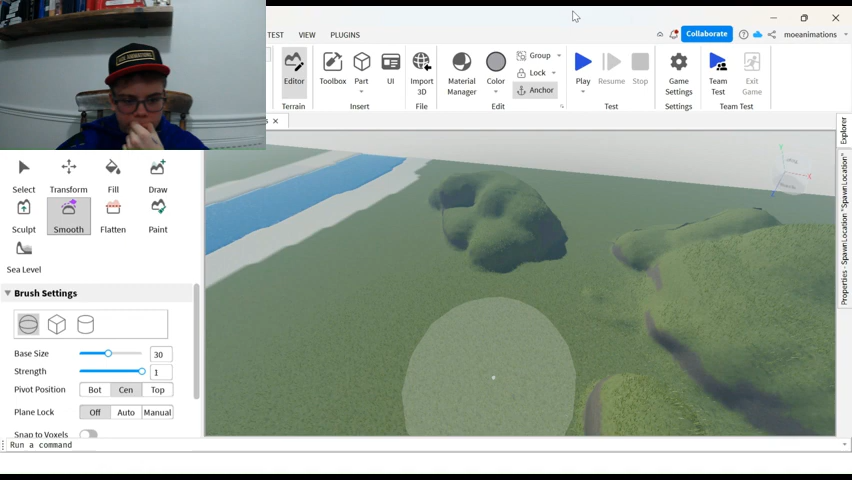 TEST VIEW PLUGINS
Collaborate moeanimations
Group
Lock
Anchor
Editor Toolbox Part UI Import 3D Material Manager Color Play Resume Stop Game Settings Team Test Exit Game
Terrain Insert File Edit Test Settings Team Test
Explorer
Properties - SpawnLocation "SpawnLocation"
Select Transform Fill Draw
Sculpt Smooth Flatten Paint
Sea Level
Brush Settings
Base Size 30
Strength 1
Pivot Position Bot Cen Top
Plane Lock Off Auto Manual
Snap to Voxels
Run a command